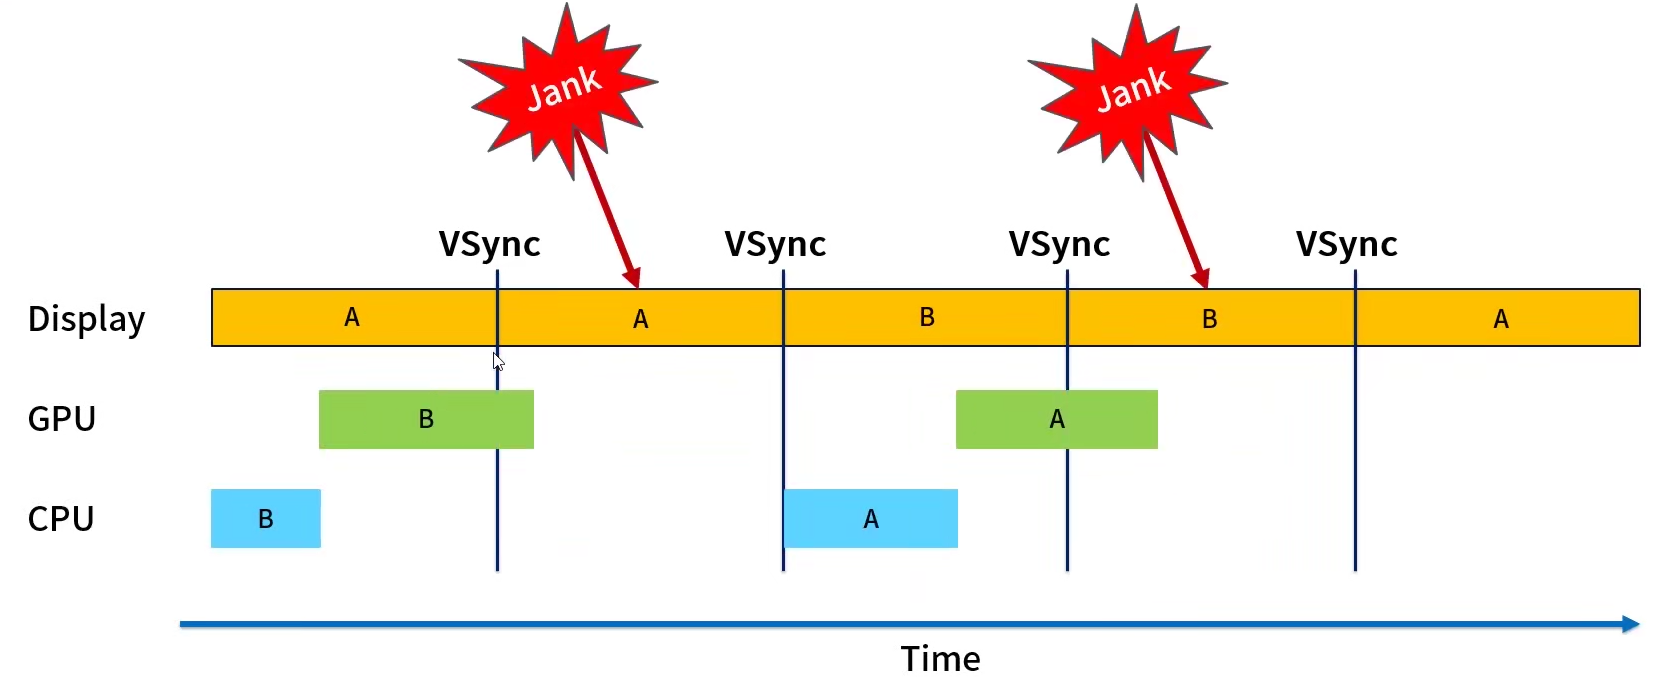 Jank
Jank
VSync VSync VSync VSync
Display A A B B A
GPU B A
CPU B A
Time